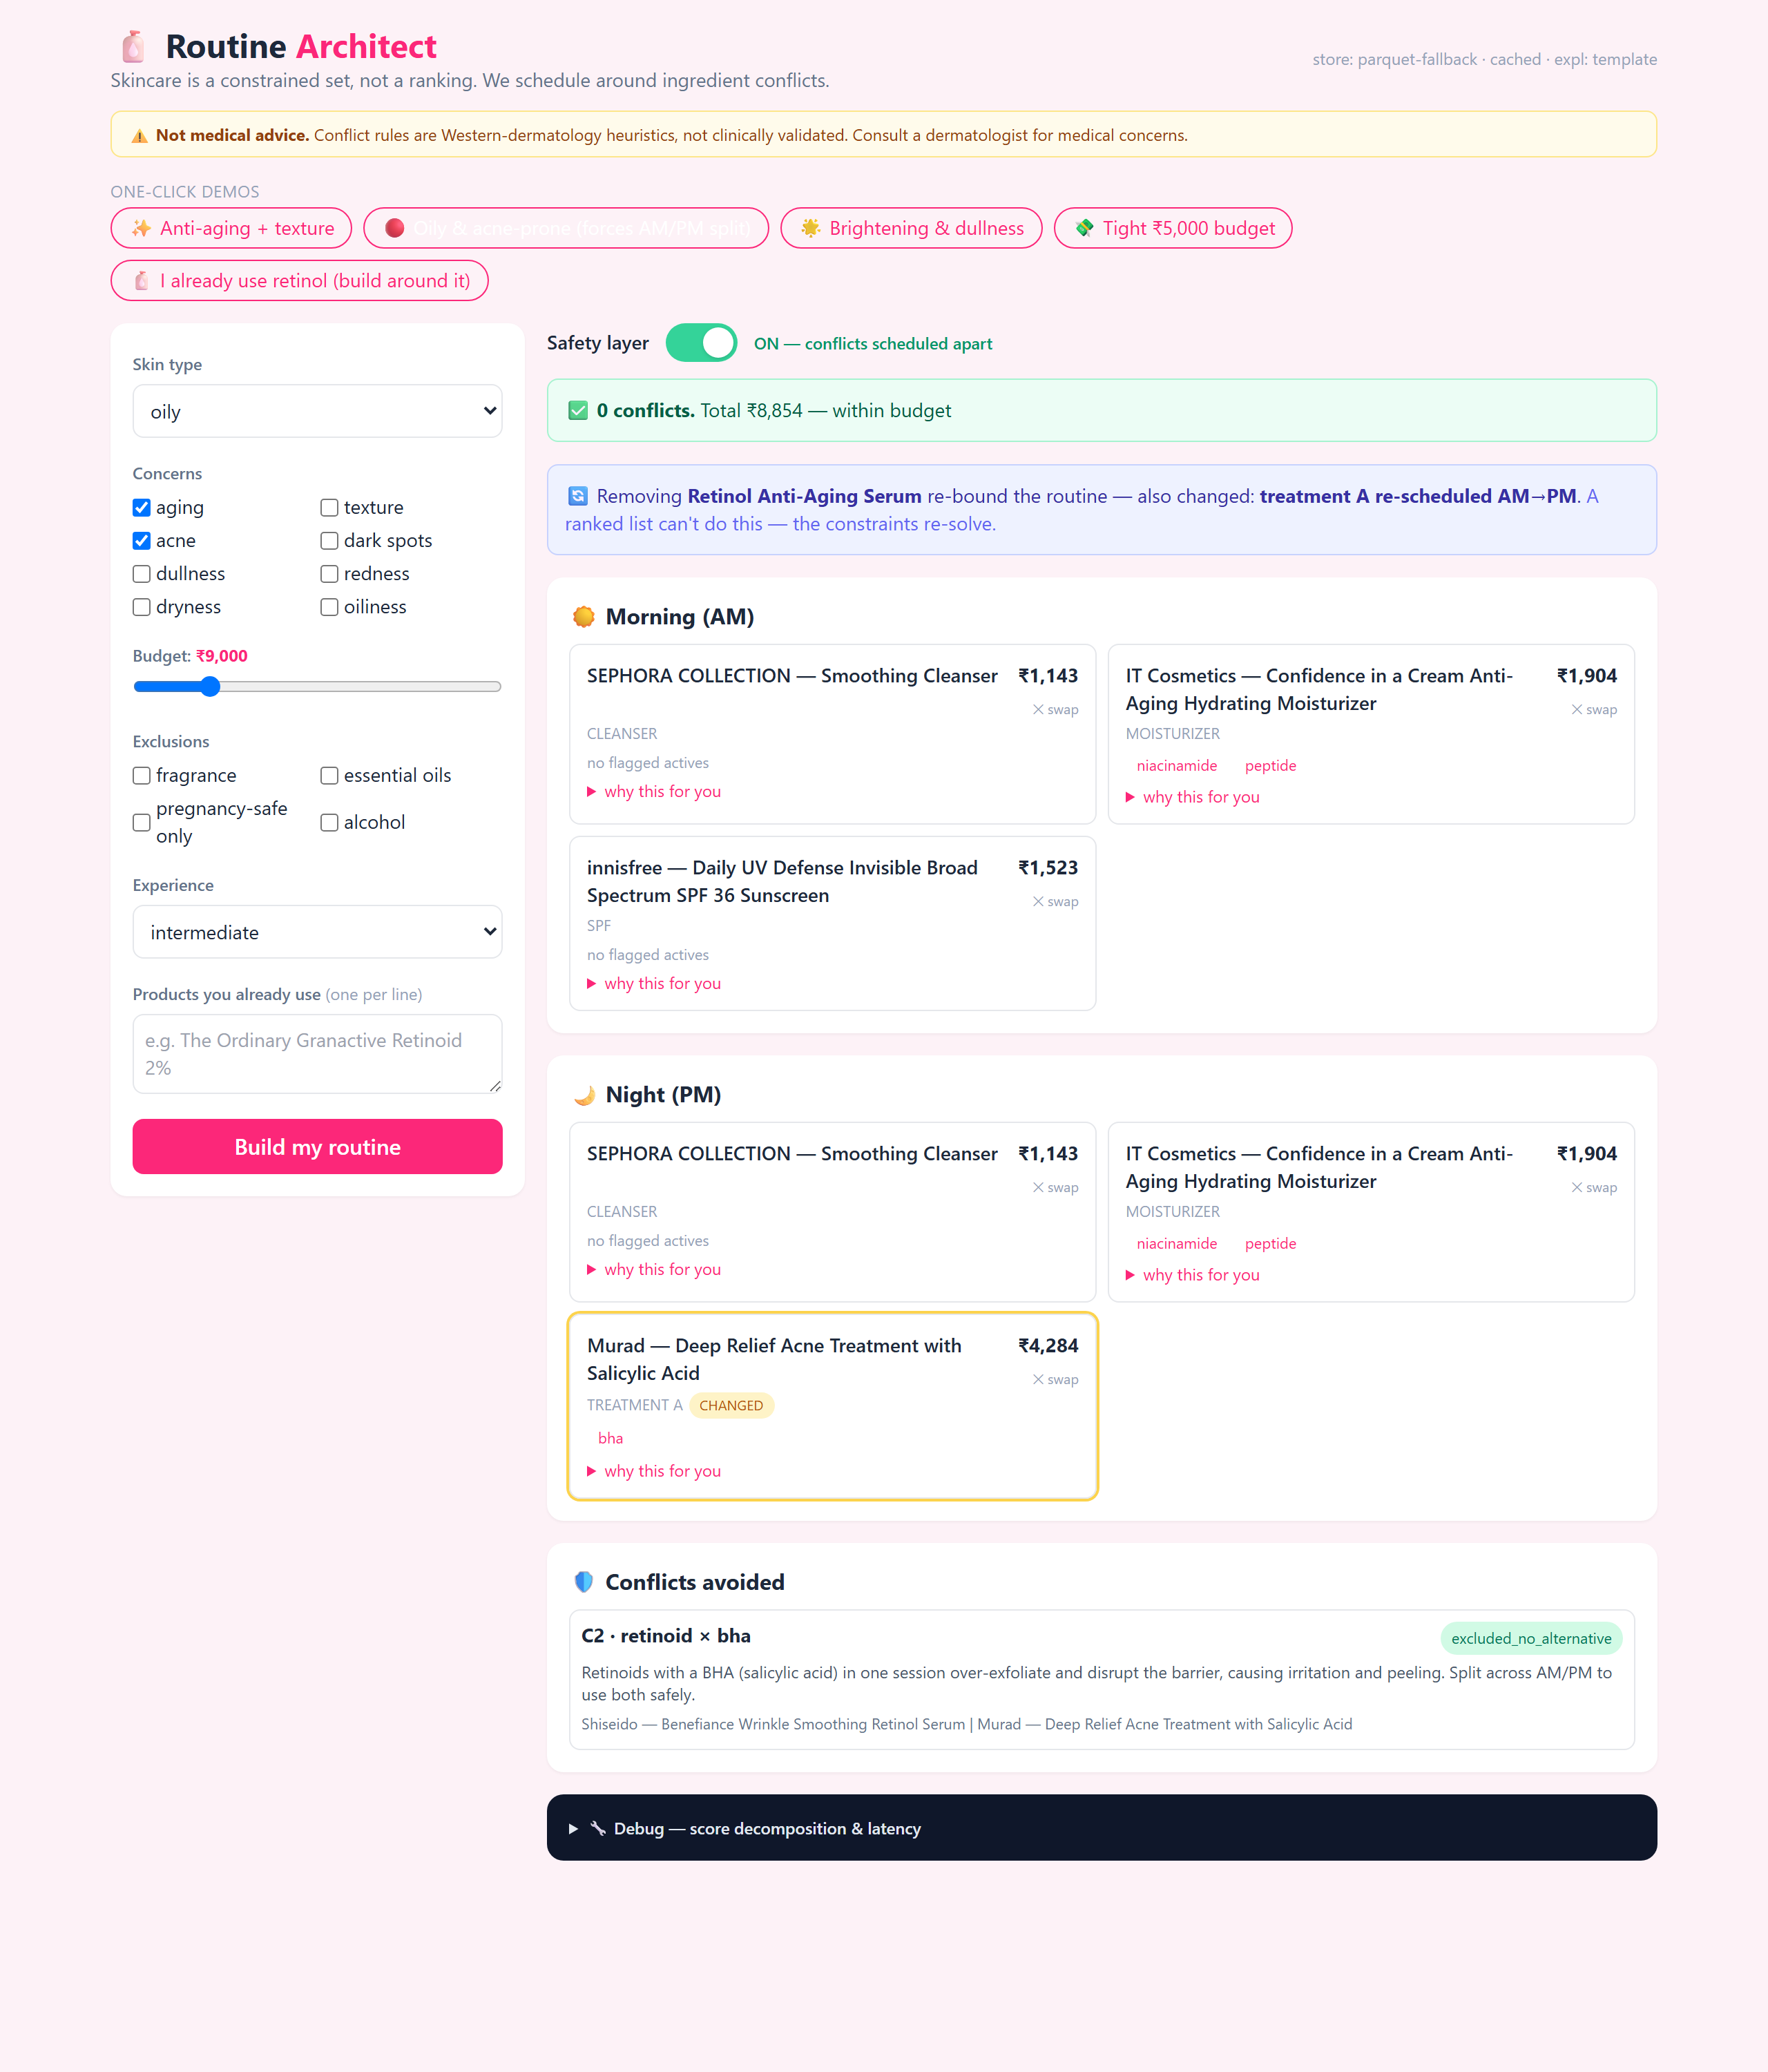 Routine Architect
Skincare is a constrained set, not a ranking. We schedule around ingredient conflicts.
store: parquet-fallback · cached · expl: template
Not medical advice. Conflict rules are Western-dermatology heuristics, not clinically validated. Consult a dermatologist for medical concerns.
ONE-CLICK DEMOS
Anti-aging + texture
Oily & acne-prone (forces AM/PM split)
Brightening & dullness
Tight ₹5,000 budget
I already use retinol (build around it)
Skin type
oily
Concerns
aging
texture
acne
dark spots
dullness
redness
dryness
oiliness
Budget: ₹9,000
Exclusions
fragrance
essential oils
pregnancy-safe
only
alcohol
Experience
intermediate
Products you already use (one per line)
e.g. The Ordinary Granactive Retinoid
2%
Build my routine
Safety layer
ON — conflicts scheduled apart
0 conflicts. Total ₹8,854 — within budget
Removing Retinol Anti-Aging Serum re-bound the routine — also changed: treatment A re-scheduled AM→PM. A
ranked list can't do this — the constraints re-solve.
Morning (AM)
SEPHORA COLLECTION — Smoothing Cleanser
₹1,143
× swap
CLEANSER
no flagged actives
▶ why this for you
IT Cosmetics — Confidence in a Cream Anti-
Aging Hydrating Moisturizer
₹1,904
× swap
MOISTURIZER
niacinamide peptide
▶ why this for you
innisfree — Daily UV Defense Invisible Broad
Spectrum SPF 36 Sunscreen
₹1,523
× swap
SPF
no flagged actives
▶ why this for you
Night (PM)
SEPHORA COLLECTION — Smoothing Cleanser
₹1,143
× swap
CLEANSER
no flagged actives
▶ why this for you
IT Cosmetics — Confidence in a Cream Anti-
Aging Hydrating Moisturizer
₹1,904
× swap
MOISTURIZER
niacinamide peptide
▶ why this for you
Murad — Deep Relief Acne Treatment with
Salicylic Acid
₹4,284
× swap
TREATMENT A CHANGED
bha
▶ why this for you
Conflicts avoided
C2 · retinoid × bha
excluded_no_alternative
Retinoids with a BHA (salicylic acid) in one session over-exfoliate and disrupt the barrier, causing irritation and peeling. Split across AM/PM to
use both safely.
Shiseido — Benefiance Wrinkle Smoothing Retinol Serum | Murad — Deep Relief Acne Treatment with Salicylic Acid
▶ Debug — score decomposition & latency